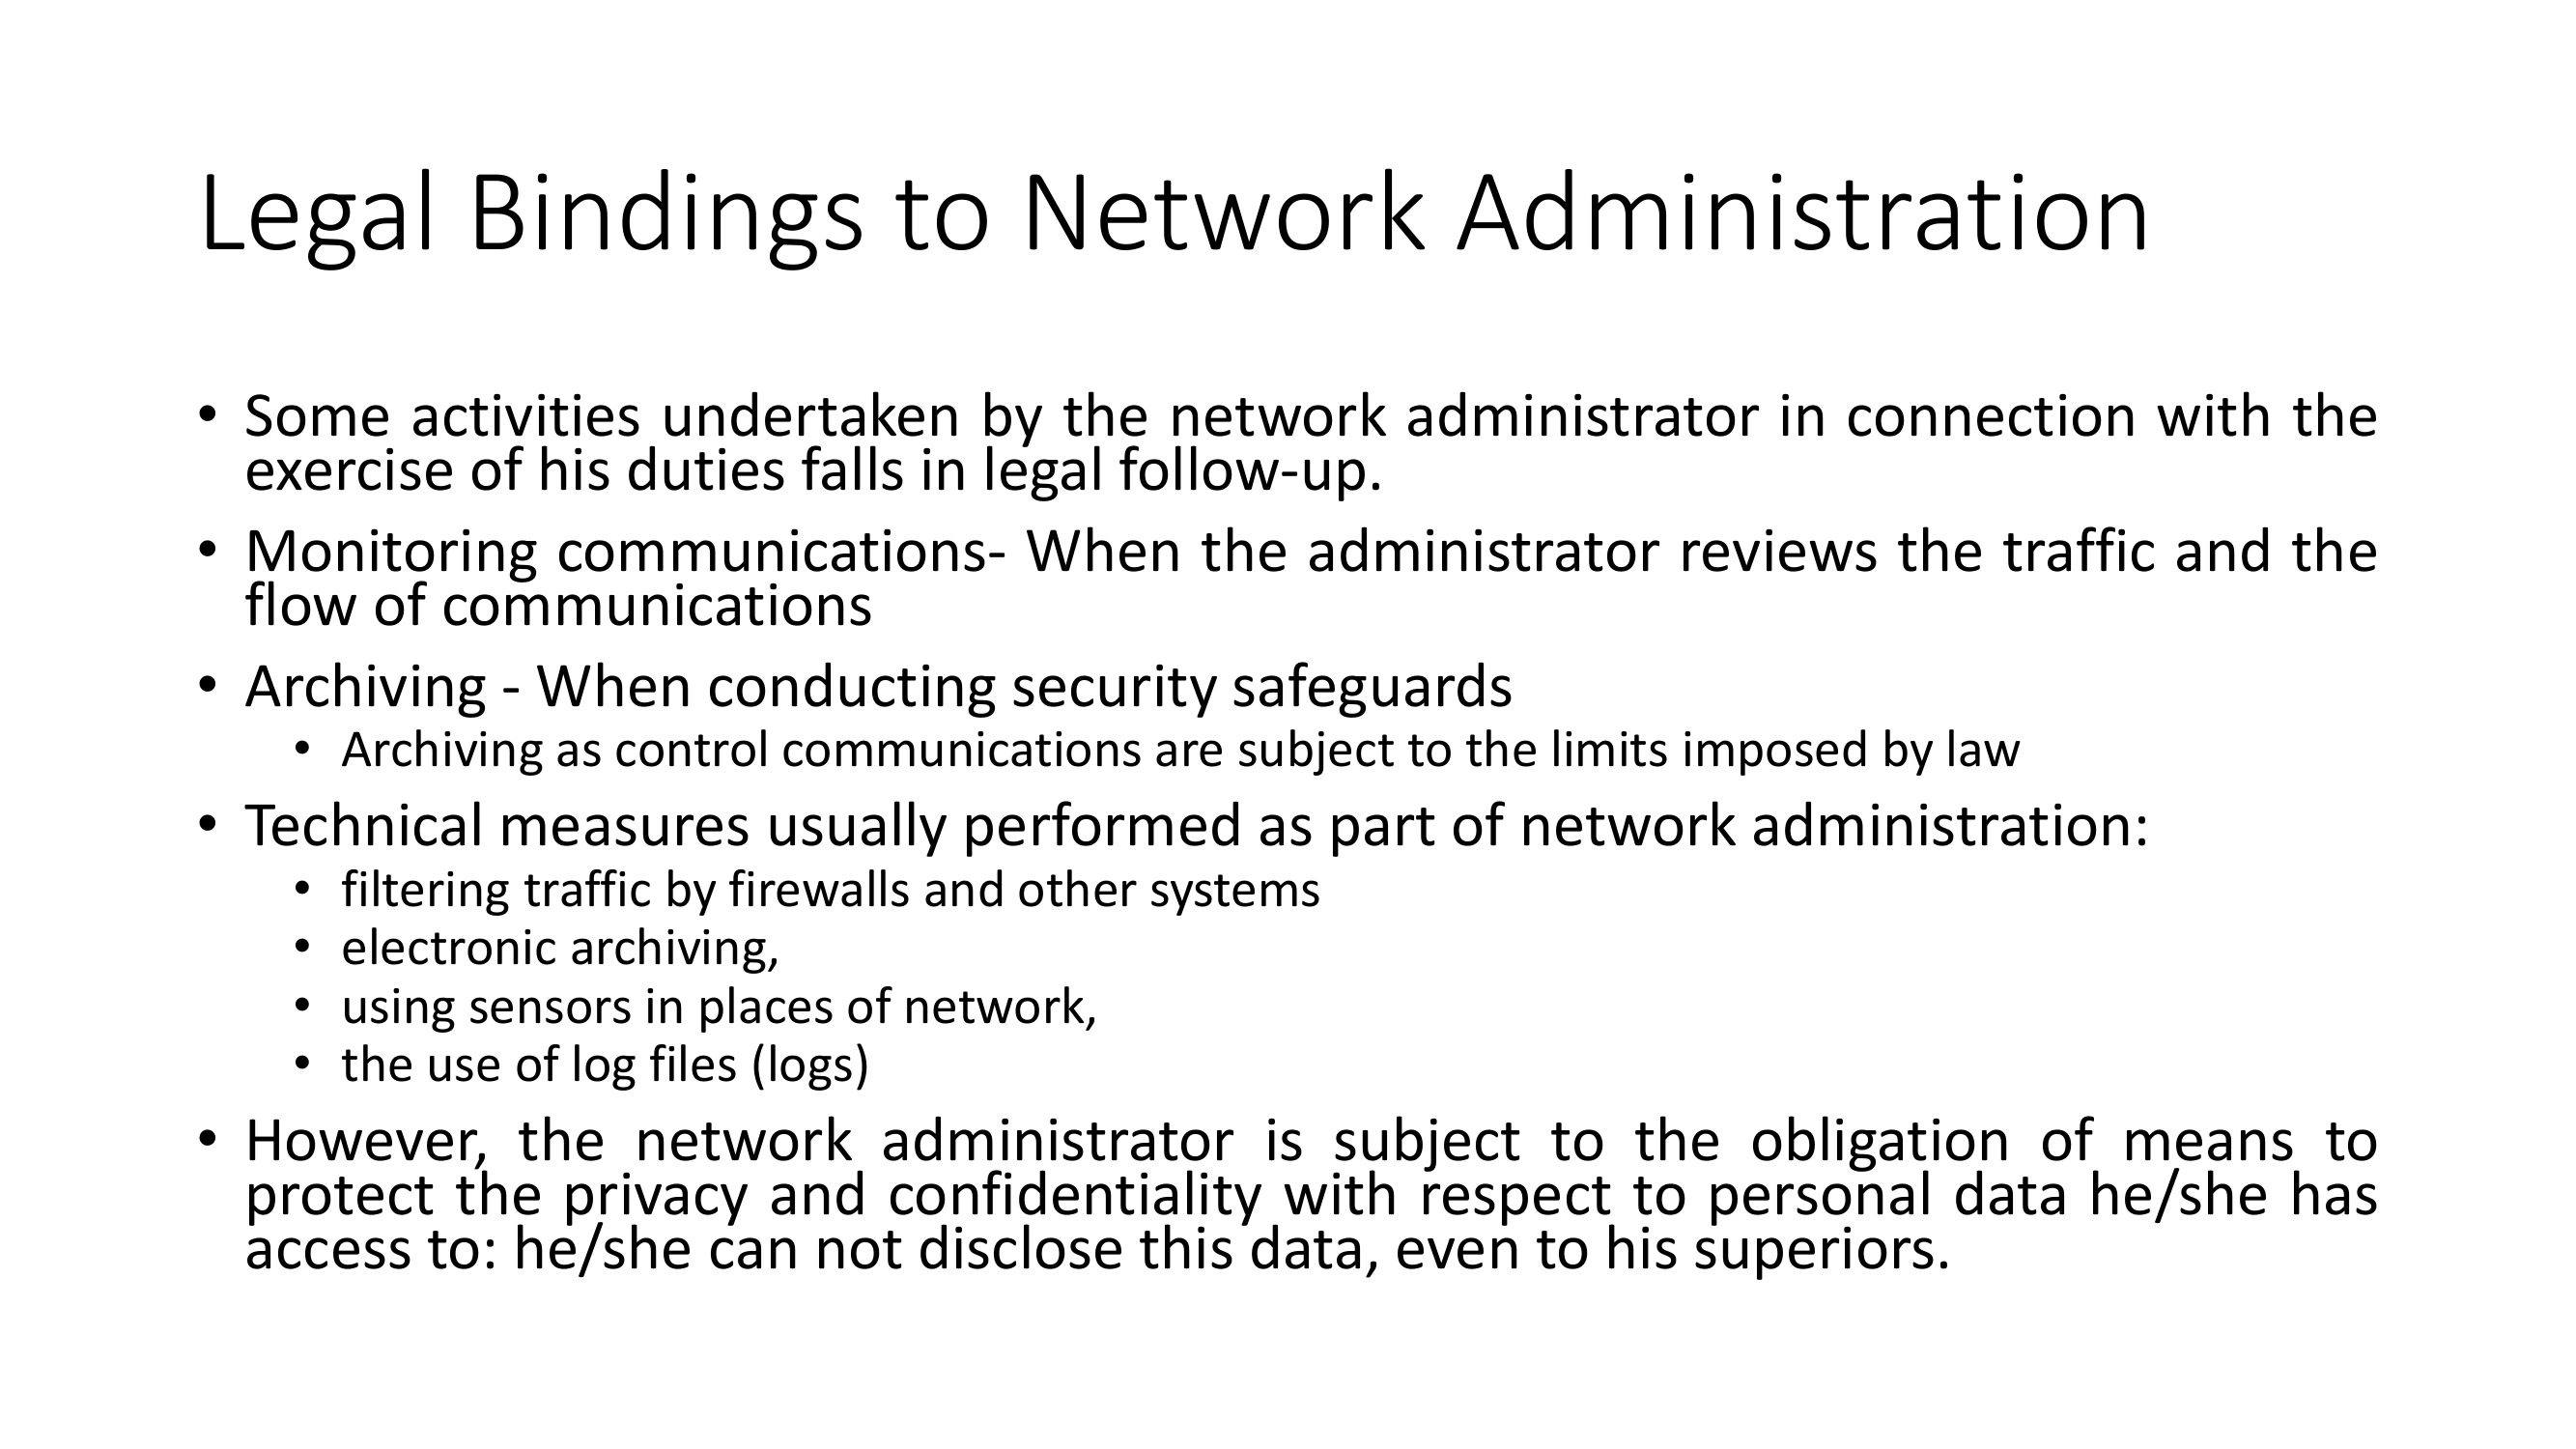 Legal Bindings to Network Administration
• Some activities undertaken by the network administrator in connection with the
exercise of his duties falls in legal follow-up.
• Monitoring communications- When the administrator reviews the traffic and the
flow of communications
• Archiving - When conducting security safeguards
• Archiving as control communications are subject to the limits imposed by law
• Technical measures usually performed as part of network administration:
• filtering traffic by firewalls and other systems
• electronic archiving,
• using sensors in places of network,
• the use of log files (logs)
• However, the network administrator is subject to the obligation of means to
protect the privacy and confidentiality with respect to personal data he/she has
access to: he/she can not disclose this data, even to his superiors.